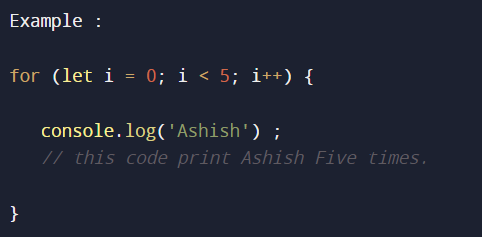 Example :
for (let i = 0; i < 5; i++) {
console.log('Ashish') ;
// this code print Ashish Five times.
}